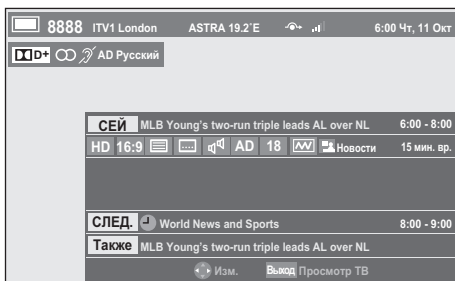 8888 ITV1 London ASTRA 19.2˚E 6:00 Чт, 11 Окт
D+ AD Русский
СЕЙ MLB Young's two-run triple leads AL over NL 6:00 - 8:00
HD 16:9 AD 18 Новости 15 мин. вр.
СЛЕД. World News and Sports 8:00 - 9:00
Также MLB Young's two-run triple leads AL over NL
Изм. Выход Просмотр ТВ